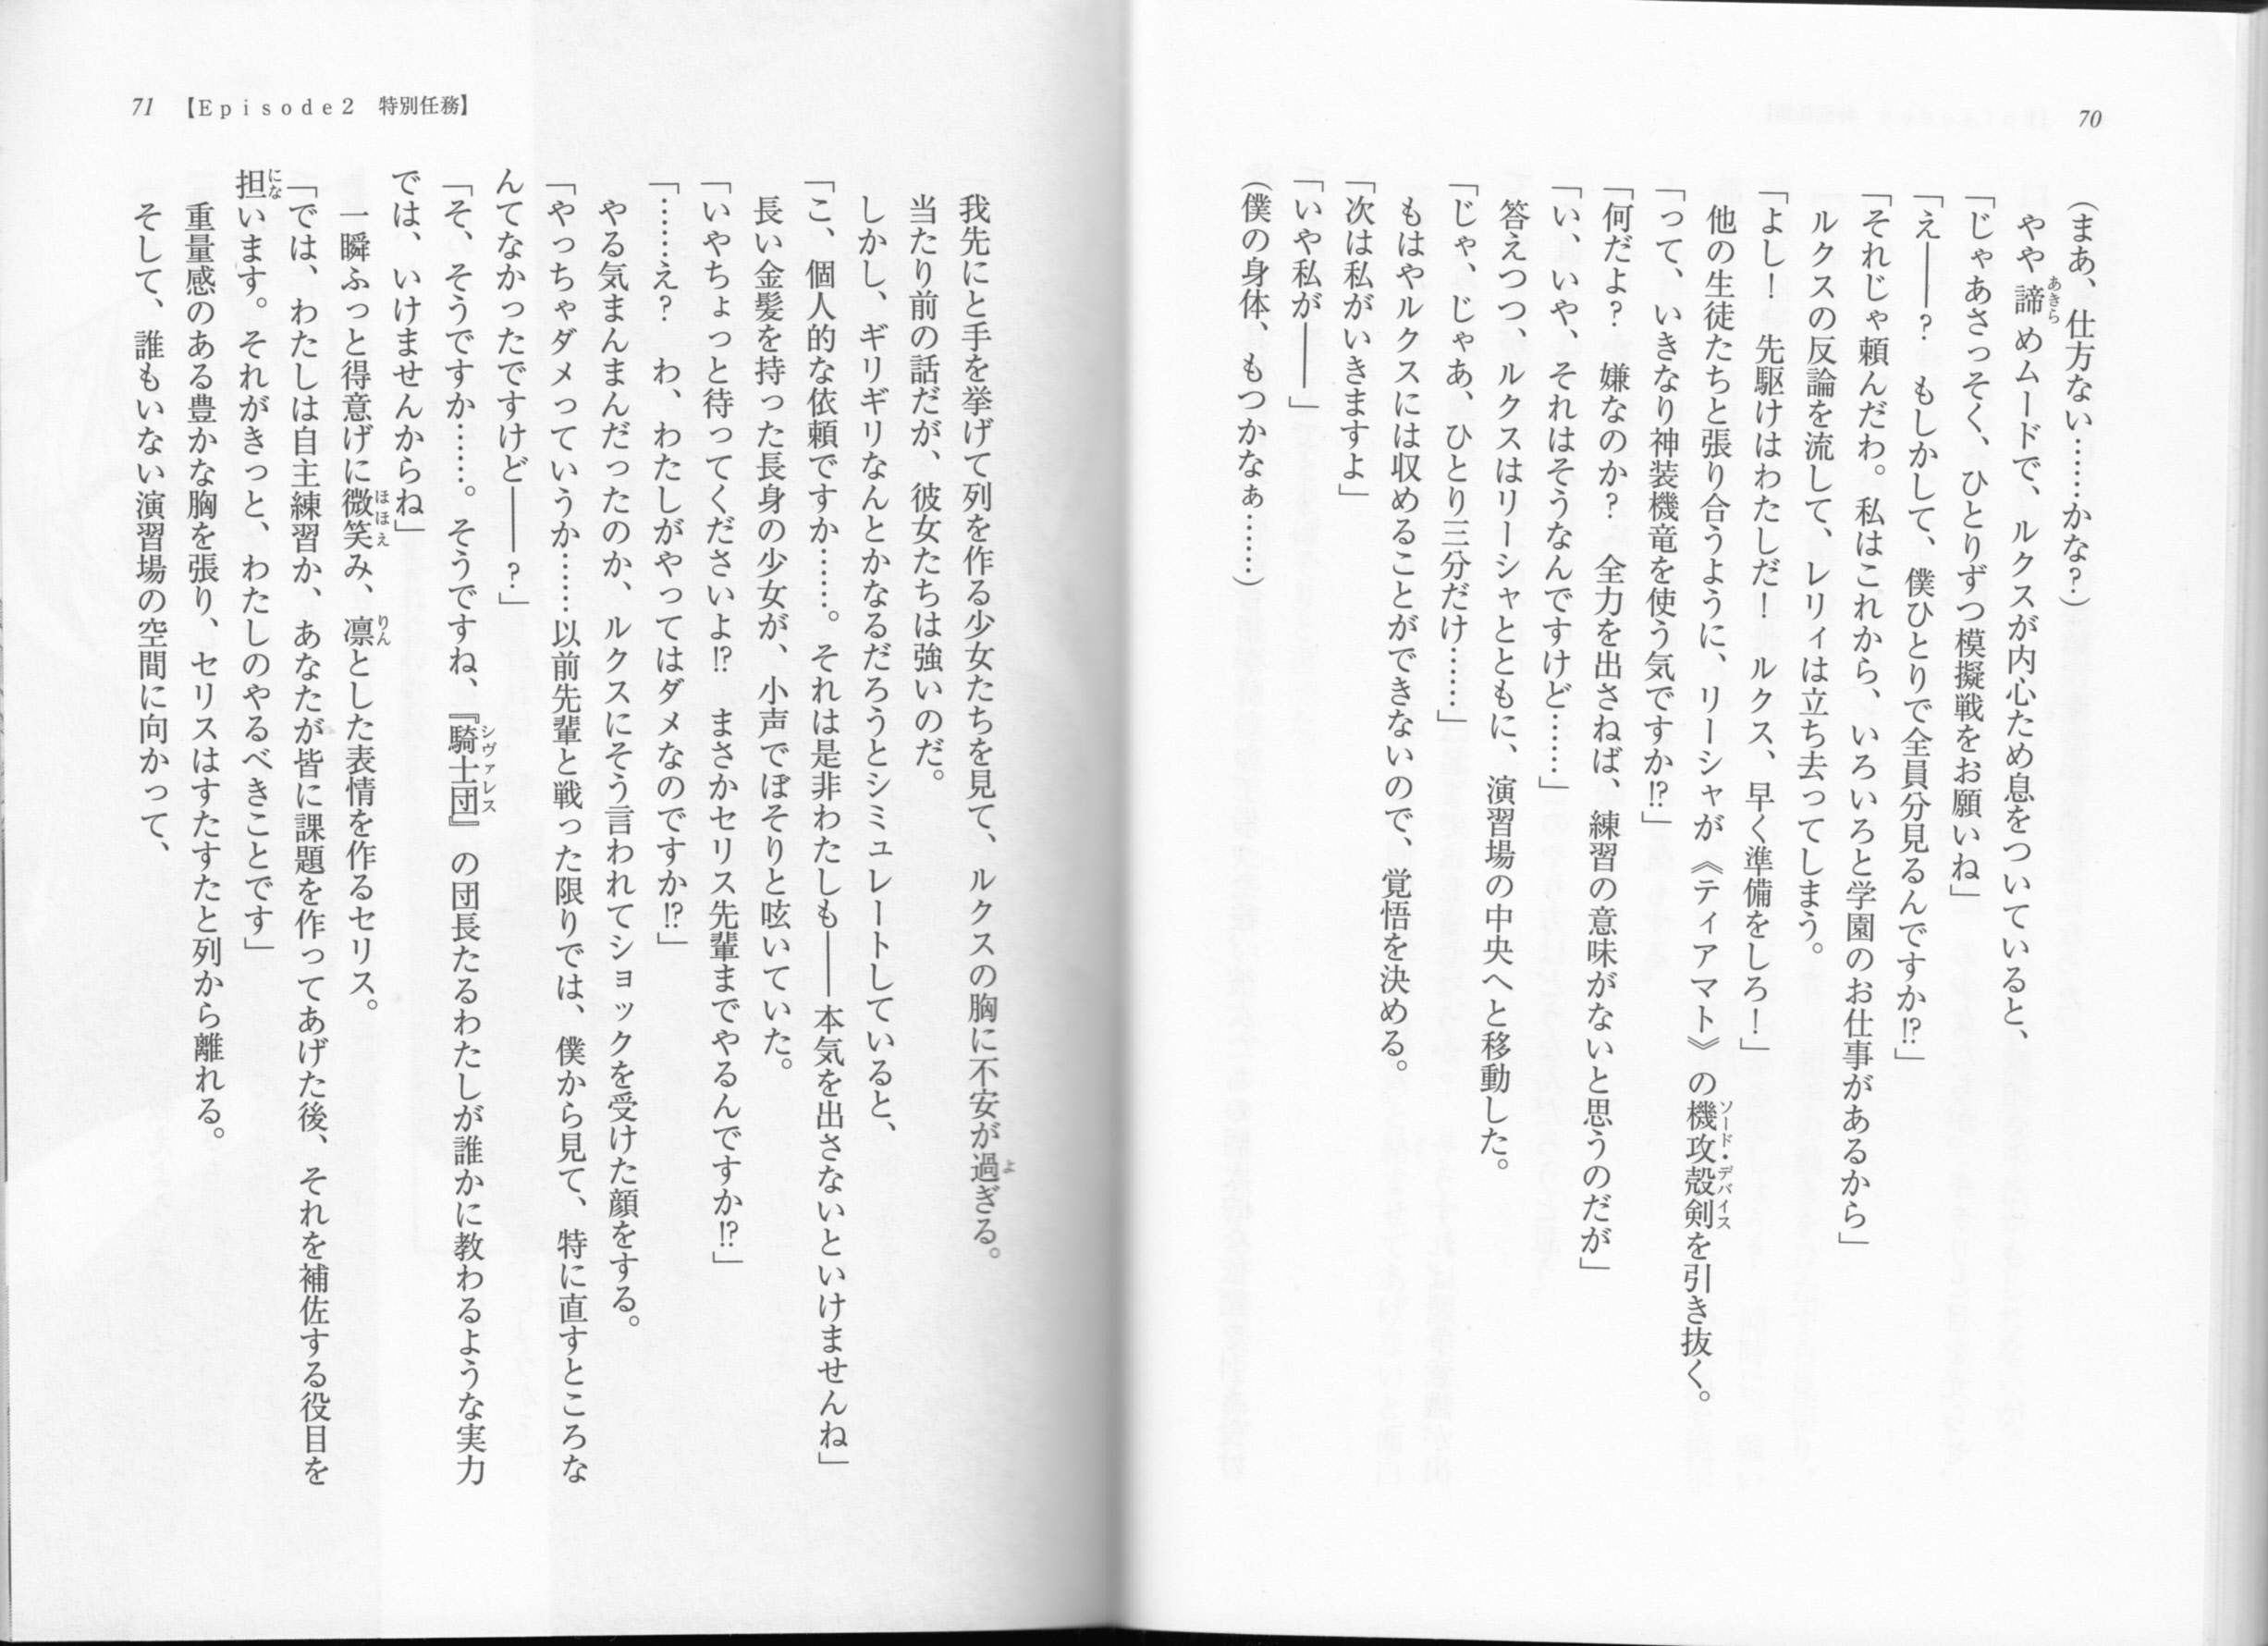 70
(まあ、仕方ない……かな？)
やや諦めムードで、ルクスが内心ため息をついていると、
「じゃあさっそく、ひとりずつ模擬戦をお願いね」
「え――？　もしかして、僕ひとりで全員分見るんですか!?」
「それじゃ頼んだわ。私はこれから、いろいろと学園のお仕事があるから」
ルクスの反論を流して、レリィは立ち去ってしまう。
「よし！　先駆けはわたしだ！　ルクス、早く準備をしろ！」
他の生徒たちと張り合うように、リーシャが《ティアマト》の機攻殻剣を引き抜く。
「って、いきなり神装機竜を使う気ですか!?」
「何だよ？　嫌なのか？　全力を出さねば、練習の意味がないと思うのだが」
「い、いや、それはそうなんですけど……」
答えつつ、ルクスはリーシャとともに、演習場の中央へと移動した。
「じゃ、じゃあ、ひとり三分だけ……」
もはやルクスには収めることができないので、覚悟を決める。
「次は私がいきますよ」
「いや私が――」
(僕の身体、もつかなぁ……)
71　【Episode2　特別任務】
我先にと手を挙げて列を作る少女たちを見て、ルクスの胸に不安が過ぎる。
当たり前の話だが、彼女たちは強いのだ。
しかし、ギリギリなんとかなるだろうとシミュレートしていると、
「こ、個人的な依頼ですか……。それは是非わたしも――本気を出さないといけませんね」
長い金髪を持った長身の少女が、小声でぼそりと呟いていた。
「いやちょっと待ってくださいよ!?　まさかセリス先輩までやるんですか!?」
「……え？　わ、わたしがやってはダメなのですか!?」
やる気まんまんだったのか、ルクスにそう言われてショックを受けた顔をする。
「やっちゃダメっていうか……以前先輩と戦った限りでは、僕から見て、特に直すところな
んてなかったですけど――？」
「そ、そうですか……。そうですね、『騎士団』の団長たるわたしが誰かに教わるような実力
では、いけませんからね」
一瞬ふっと得意げに微笑み、凛とした表情を作るセリス。
「では、わたしは自主練習か、あなたが皆に課題を作ってあげた後、それを補佐する役目を
担います。それがきっと、わたしのやるべきことです」
重量感のある豊かな胸を張り、セリスはすたすたと列から離れる。
そして、誰もいない演習場の空間に向かって、